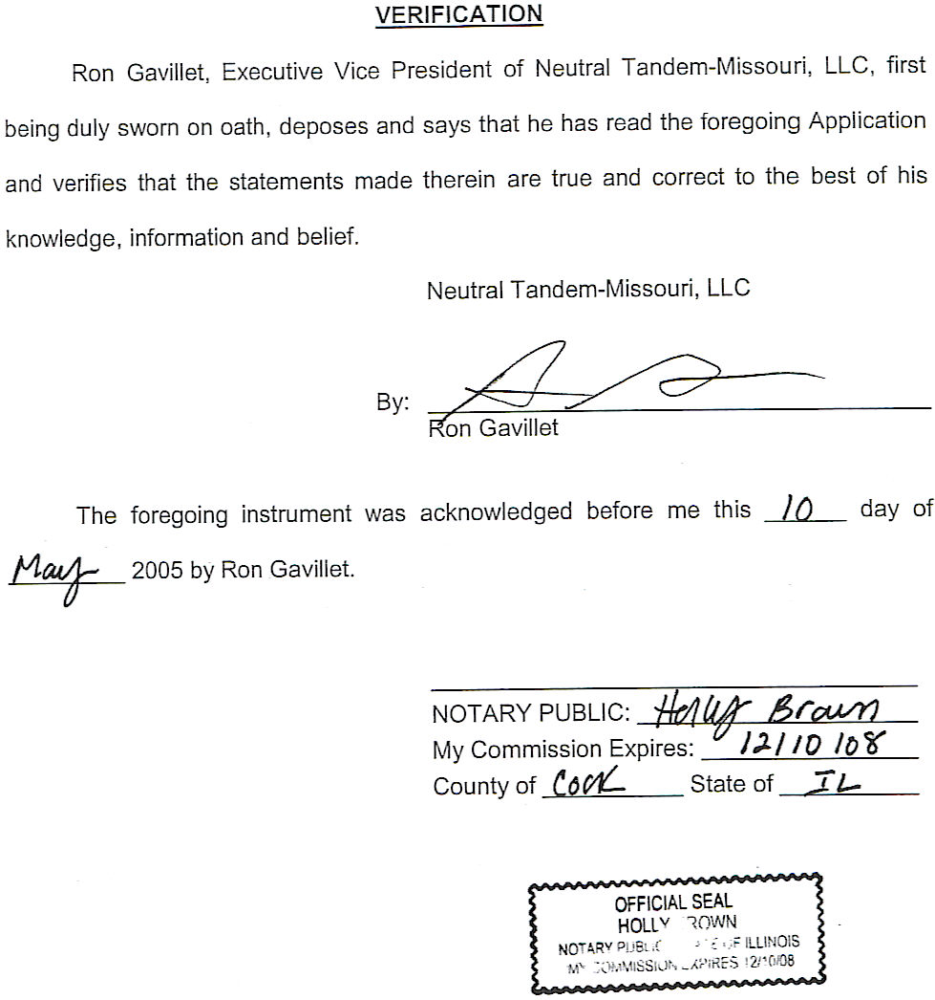 VERIFICATION
Ron Gavillet, Executive Vice President of Neutral Tandem-Missouri, LLC, first
being duly sworn on oath, deposes and says that he has read the foregoing Application
and verifies that the statements made therein are true and correct to the best of his
knowledge, information and belief.
Neutral Tandem-Missouri, LLC
By:
Ron Gavillet
The foregoing instrument was acknowledged before me this 10 day of
May 2005 by Ron Gavillet.
NOTARY PUBLIC: Holly Brown
My Commission Expires: 12/10/08
County of Cook State of IL
OFFICIAL SEAL
HOLLY BROWN
NOTARY PUBLIC OF ILLINOIS
MY COMMISSION EXPIRES 12/10/08